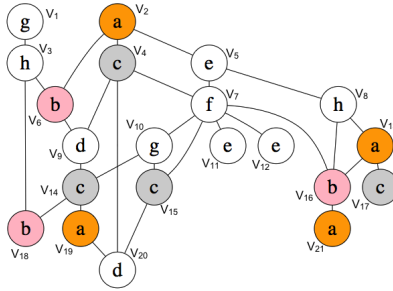 g V1
a V2
h V3
c V4
e V5
b V6
f V7
h V8
d V9
g V10
a V1
e V11
e V12
c V14
c V15
b V16
c V17
b V18
a V19
d V20
a V21